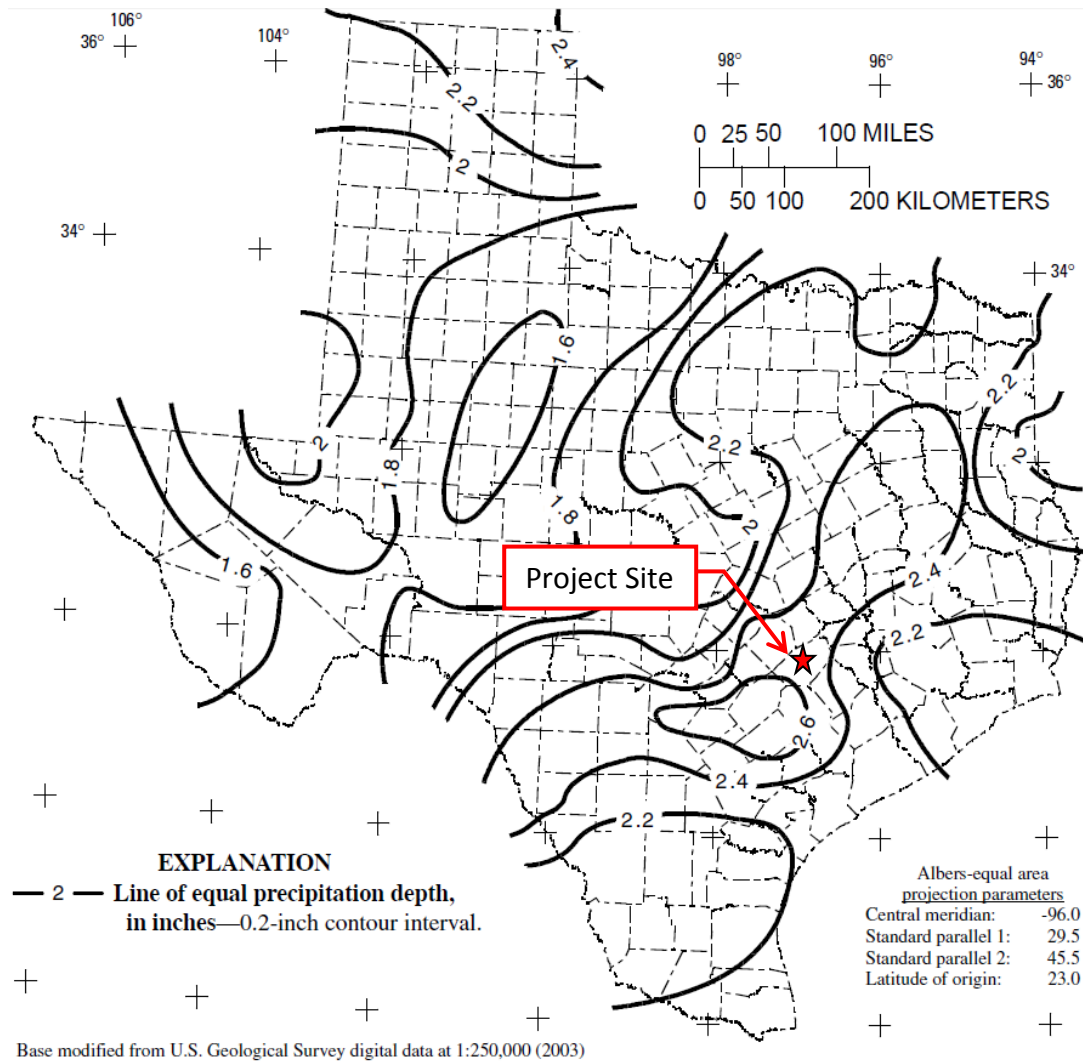 106°
36°
104°
98°
96°
94°
36°
2.4
2.2
0 25 50 100 MILES
0 50 100 200 KILOMETERS
2
34°
34°
1.6
2.2
2
1.8
2.2
2
1.8
2
1.6
Project Site
2.4
2.2
2.6
2.4
2.2
EXPLANATION
2 Line of equal precipitation depth,
in inches—0.2-inch contour interval.
Albers-equal area
projection parameters
Central meridian: -96.0
Standard parallel 1: 29.5
Standard parallel 2: 45.5
Latitude of origin: 23.0
Base modified from U.S. Geological Survey digital data at 1:250,000 (2003)